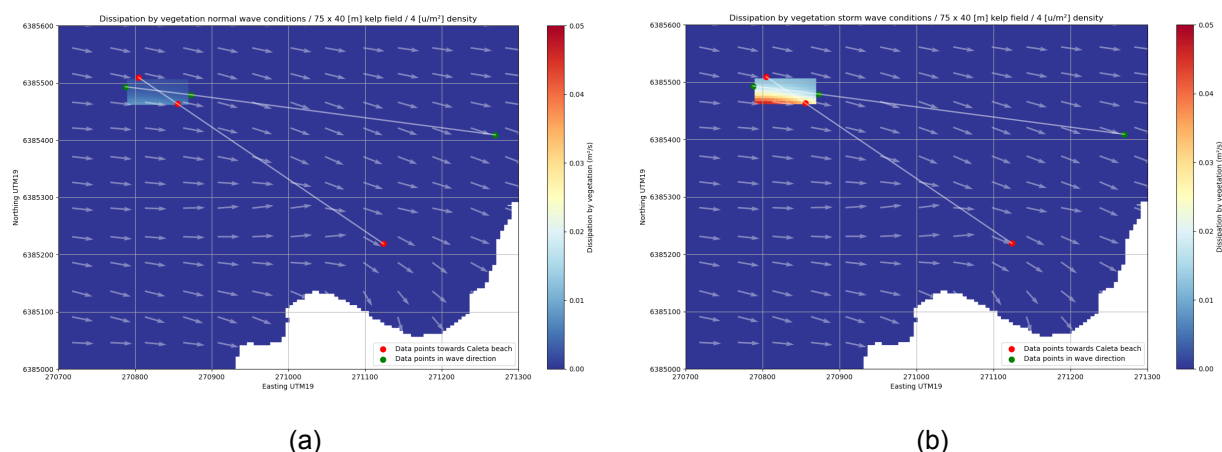 Dissipation by vegetation normal wave conditions / 75 x 40 [m] kelp field / 4 [u/m²] density
6385600
6385500
6385400
6385300
6385200
6385100
6385000
Northing UTM19
270700 270800 270900 271000 271100 271200 271300
Easting UTM19
Data points towards Caleta beach
Data points in wave direction
0.05
0.04
0.03
0.02
0.01
0.00
Dissipation by vegetation (m³/s)
(a)
Dissipation by vegetation storm wave conditions / 75 x 40 [m] kelp field / 4 [u/m²] density
6385600
6385500
6385400
6385300
6385200
6385100
6385000
Northing UTM19
270700 270800 270900 271000 271100 271200 271300
Easting UTM19
Data points towards Caleta beach
Data points in wave direction
0.05
0.04
0.03
0.02
0.01
0.00
Dissipation by vegetation (m³/s)
(b)